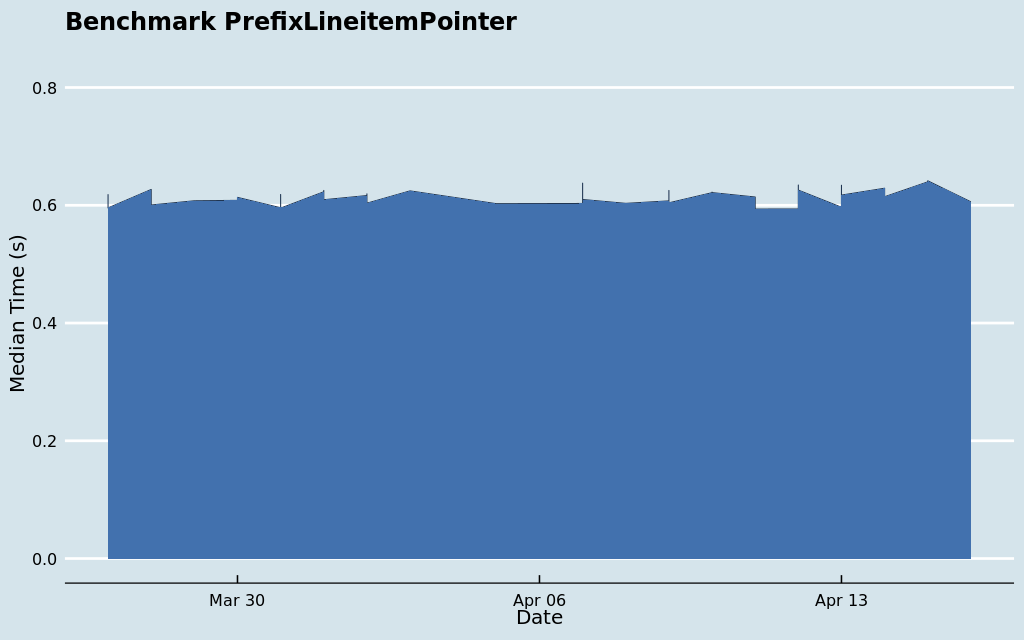 Benchmark PrefixLineitemPointer
0.8
0.6
0.4
0.2
0.0
Median Time (s)
Mar 30
Apr 06
Apr 13
Date